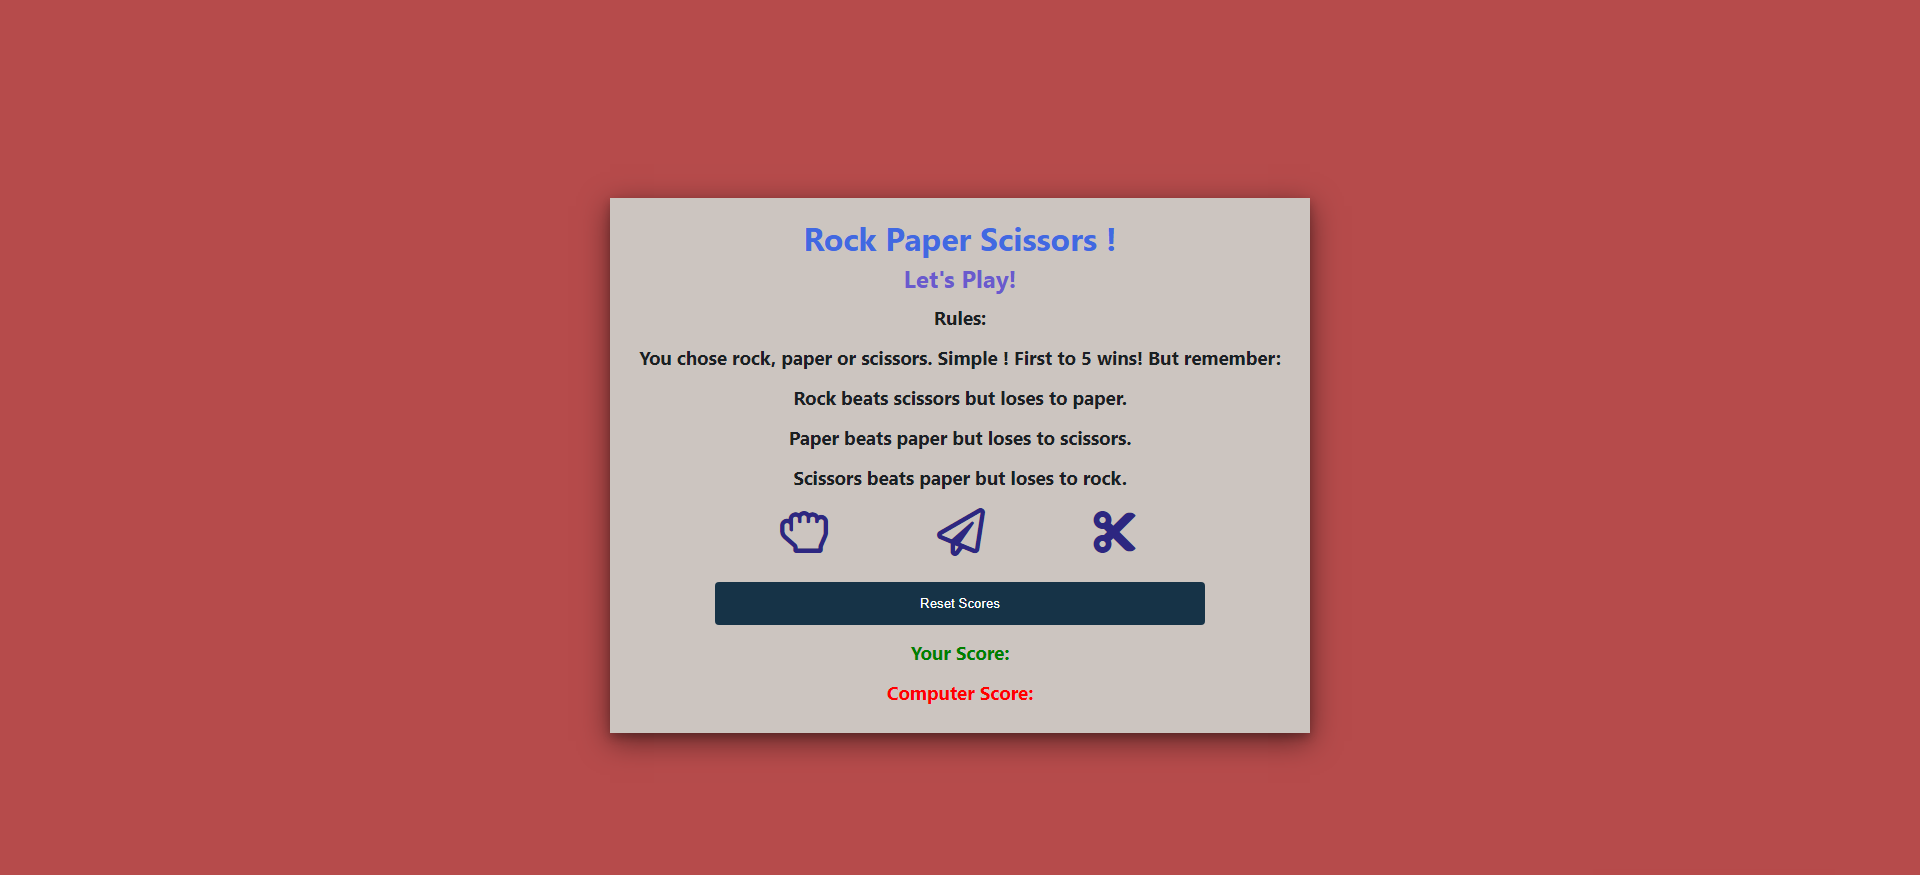 Rock Paper Scissors !
Let's Play!
Rules:
You chose rock, paper or scissors. Simple ! First to 5 wins! But remember:
Rock beats scissors but loses to paper.
Paper beats paper but loses to scissors.
Scissors beats paper but loses to rock.
Reset Scores
Your Score:
Computer Score: